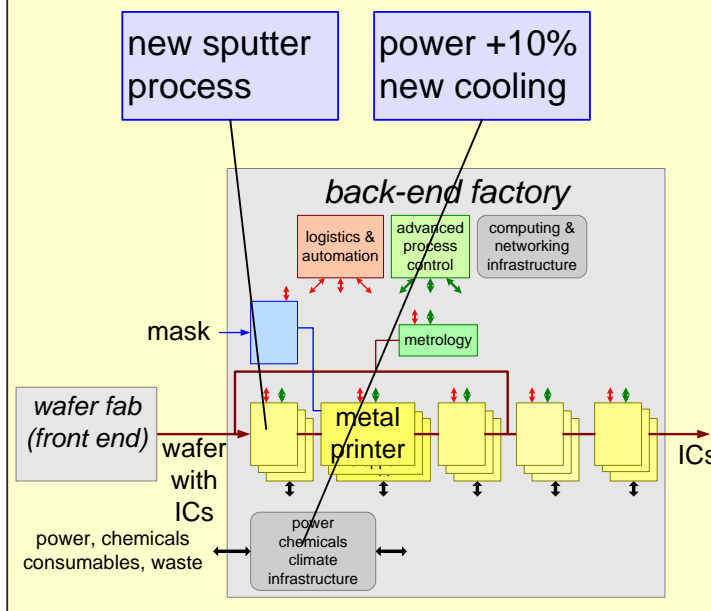 new sputter
process
power +10%
new cooling
back-end factory
logistics &
automation
advanced
process
control
computing &
networking
infrastructure
mask
metrology
wafer fab
(front end)
metal
printer
wafer
with
ICs
ICs
power, chemicals
consumables, waste
power
chemicals
climate
infrastructure